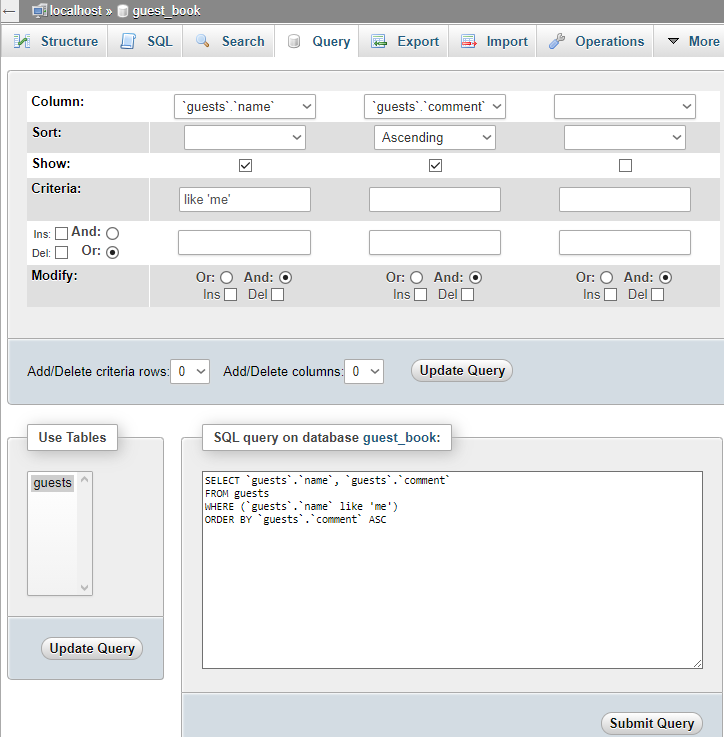 localhost » guest_book
Structure SQL Search Query Export Import Operations More
Column: `guests`.`name` `guests`.`comment`
Sort: Ascending
Show:
Criteria: like 'me'
Ins: And:
Del: Or:
Modify: Or: And: Or: And: Or: And:
Ins Del Ins Del Ins Del
Add/Delete criteria rows: 0 Add/Delete columns: 0 Update Query
Use Tables
guests
Update Query
SQL query on database guest_book:
SELECT `guests`.`name`, `guests`.`comment`
FROM guests
WHERE (`guests`.`name` like 'me')
ORDER BY `guests`.`comment` ASC
Submit Query